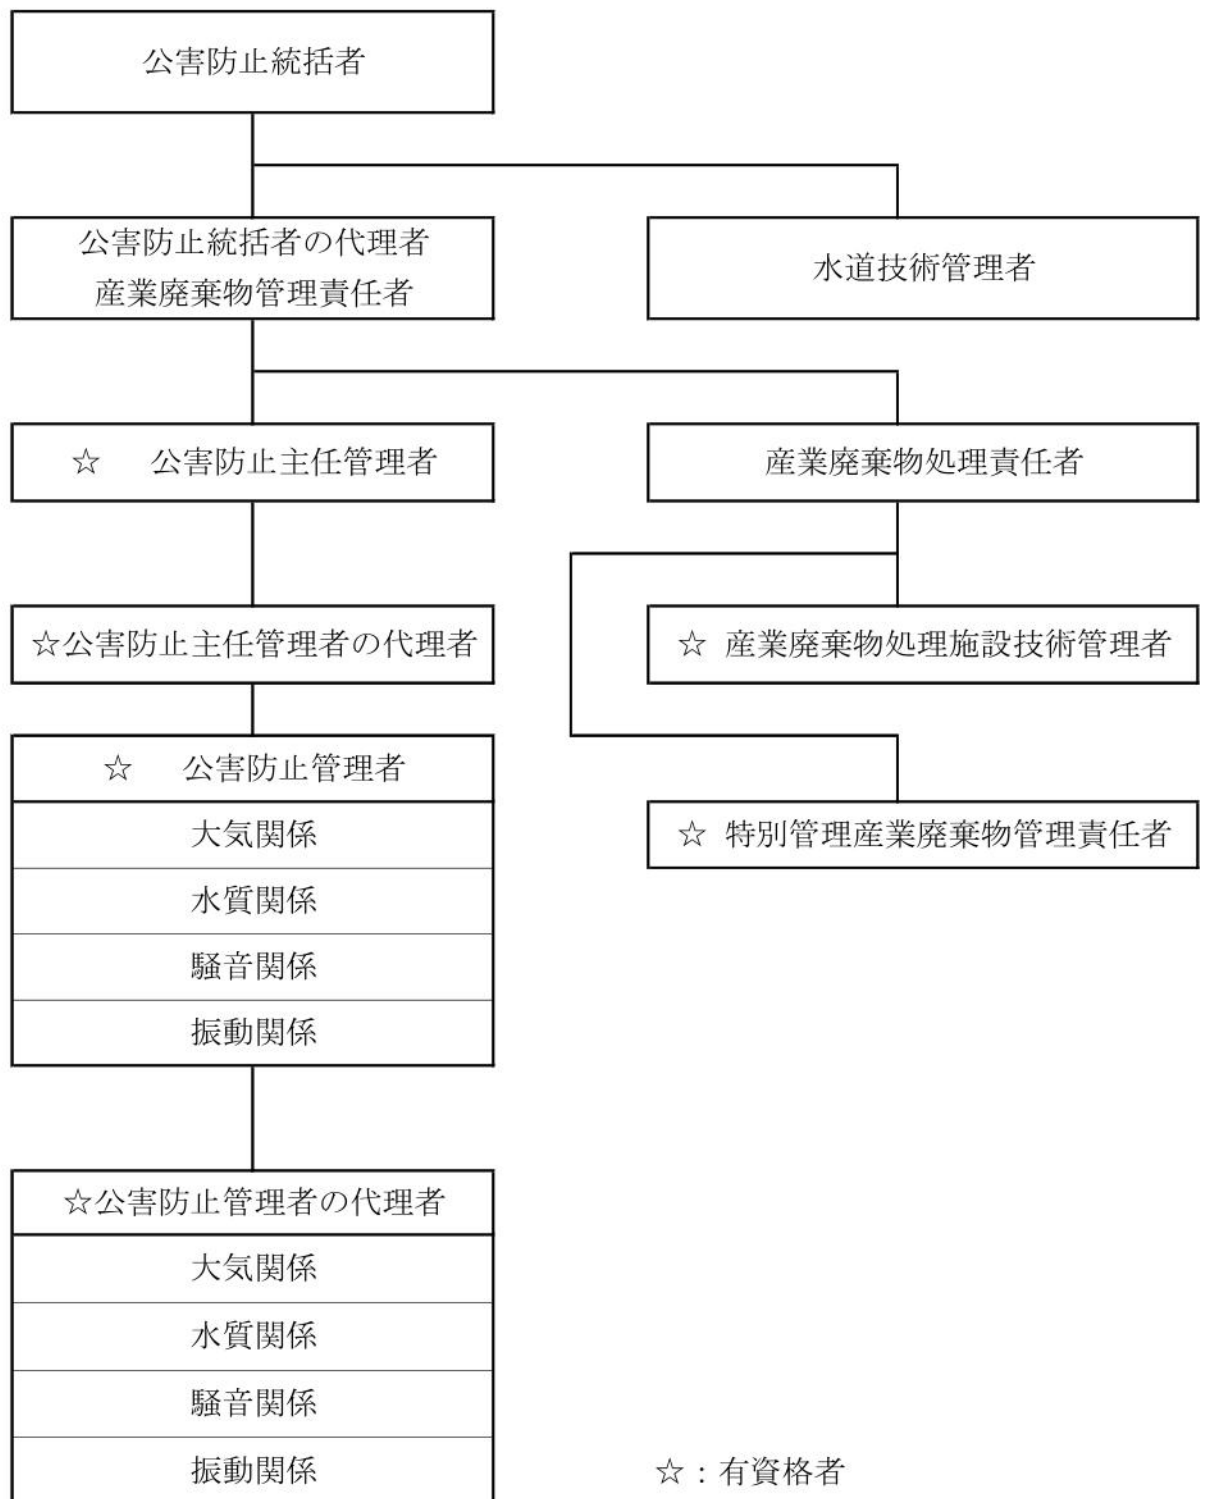 公害防止統括者
公害防止統括者の代理者
産業廃棄物管理責任者
水道技術管理者
☆ 公害防止主任管理者
産業廃棄物処理責任者
☆公害防止主任管理者の代理者
☆ 産業廃棄物処理施設技術管理者
☆ 公害防止管理者
大気関係
水質関係
騒音関係
振動関係
☆ 特別管理産業廃棄物管理責任者
☆公害防止管理者の代理者
大気関係
水質関係
騒音関係
振動関係
☆：有資格者